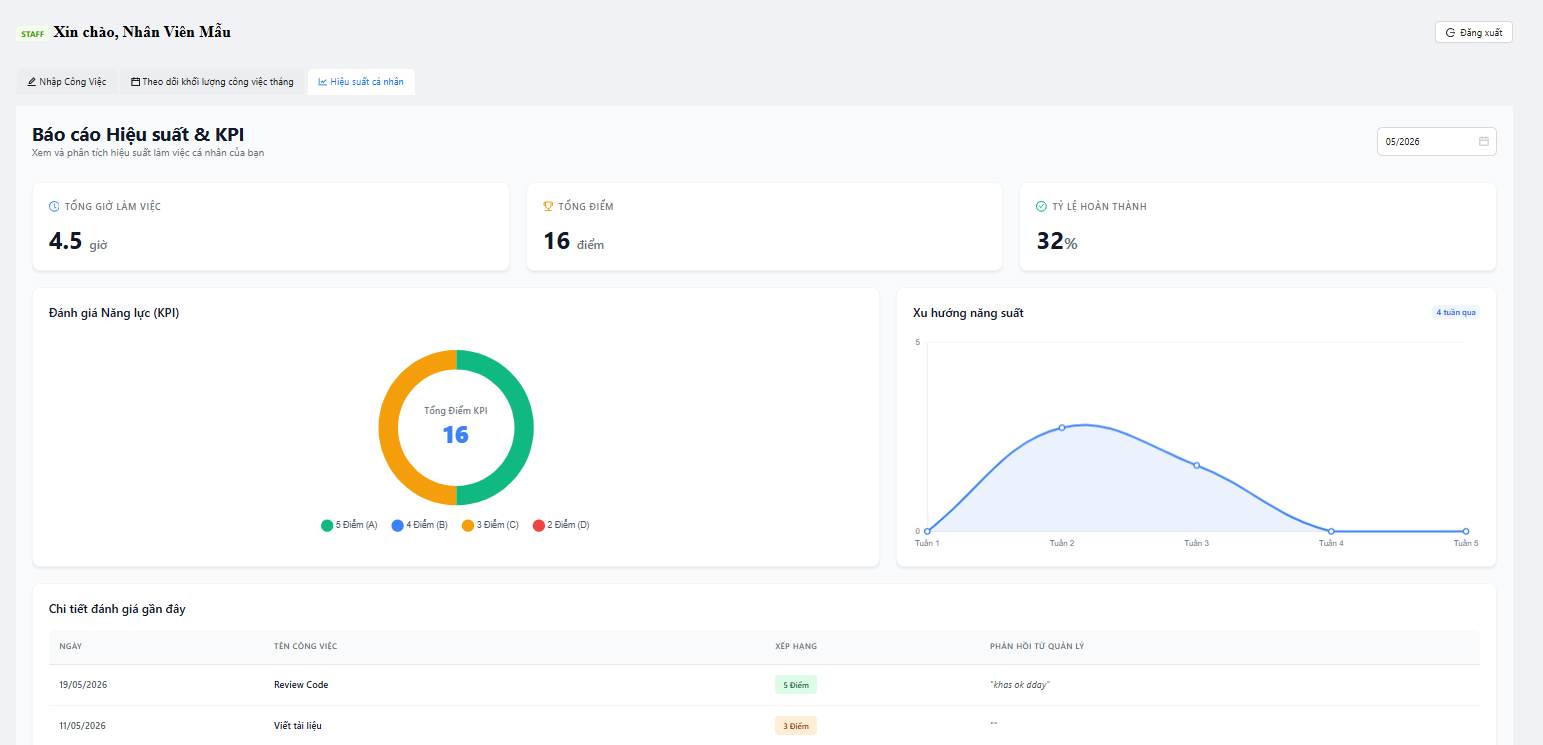 STAFF Xin chào, Nhân Viên Mẫu
Đăng xuất
Nhập Công Việc
Theo dõi khối lượng công việc tháng
Hiệu suất cá nhân
Báo cáo Hiệu suất & KPI
Xem và phân tích hiệu suất làm việc cá nhân của bạn
05/2026
TỔNG GIỜ LÀM VIỆC
4.5 giờ
TỔNG ĐIỂM
16 điểm
TỶ LỆ HOÀN THÀNH
32%
Đánh giá Năng lực (KPI)
Tổng Điểm KPI
16
5 Điểm (A)
4 Điểm (B)
3 Điểm (C)
2 Điểm (D)
Xu hướng năng suất
4 tuần qua
5
0
Tuần 1
Tuần 2
Tuần 3
Tuần 4
Tuần 5
Chi tiết đánh giá gần đây
NGÀY TÊN CÔNG VIỆC XẾP HẠNG PHẢN HỒI TỪ QUẢN LÝ
19/05/2026 Review Code 5 Điểm "khas ok dday"
11/05/2026 Viết tài liệu 3 Điểm ""